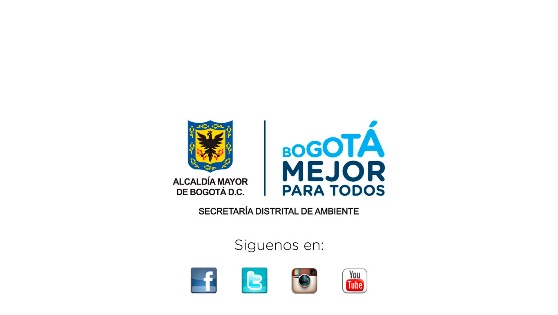 ALCALDÍA MAYOR
DE BOGOTÁ D.C.
BOGOTÁ
MEJOR
PARA TODOS
SECRETARÍA DISTRITAL DE AMBIENTE
Siguenos en:
f
t
You
Tube